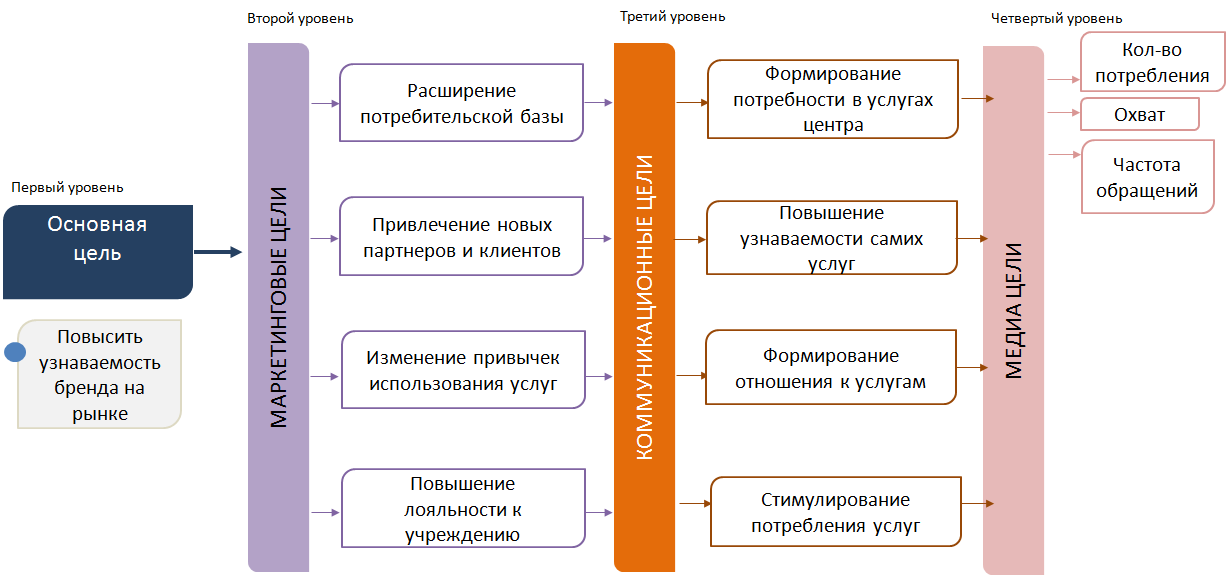 Второй уровень
Третий уровень
Четвертый уровень
Первый уровень
Основная
цель
Повысить
узнаваемость
бренда на
рынке
МАРКЕТИНГОВЫЕ ЦЕЛИ
Расширение
потребительской базы
Привлечение новых
партнеров и клиентов
Изменение привычек
использования услуг
Повышение
лояльности к
учреждению
КОММУНИКАЦИОННЫЕ ЦЕЛИ
Формирование
потребности в услугах
центра
Повышение
узнаваемости самих
услуг
Формирование
отношения к услугам
Стимулирование
потребления услуг
МЕДИА ЦЕЛИ
Кол-во
потребления
Охват
Частота
обращений